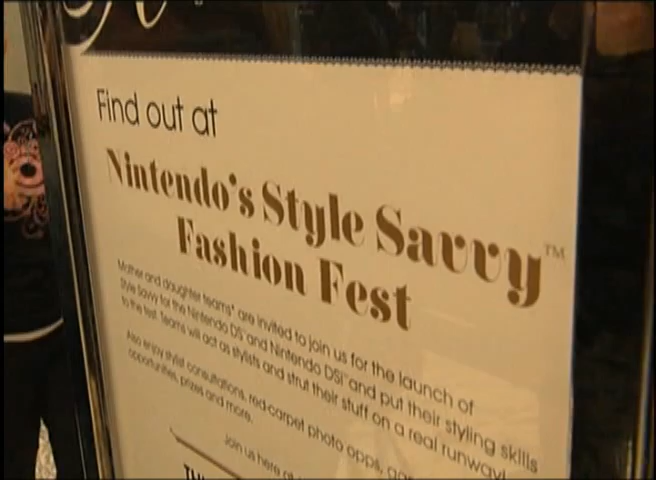 Find out at
Nintendo's Style Savvy™
Fashion Fest
Mother and daughter teams* are invited to join us for the launch of
Style Savvy for the Nintendo DS™ and Nintendo DSi™ and put their styling skills
to the test. Teams will act as stylists and strut their stuff on a real runway!
Also enjoy stylist consultations, red-carpet photo opps,
opportunities, prizes and more.
Join us here at